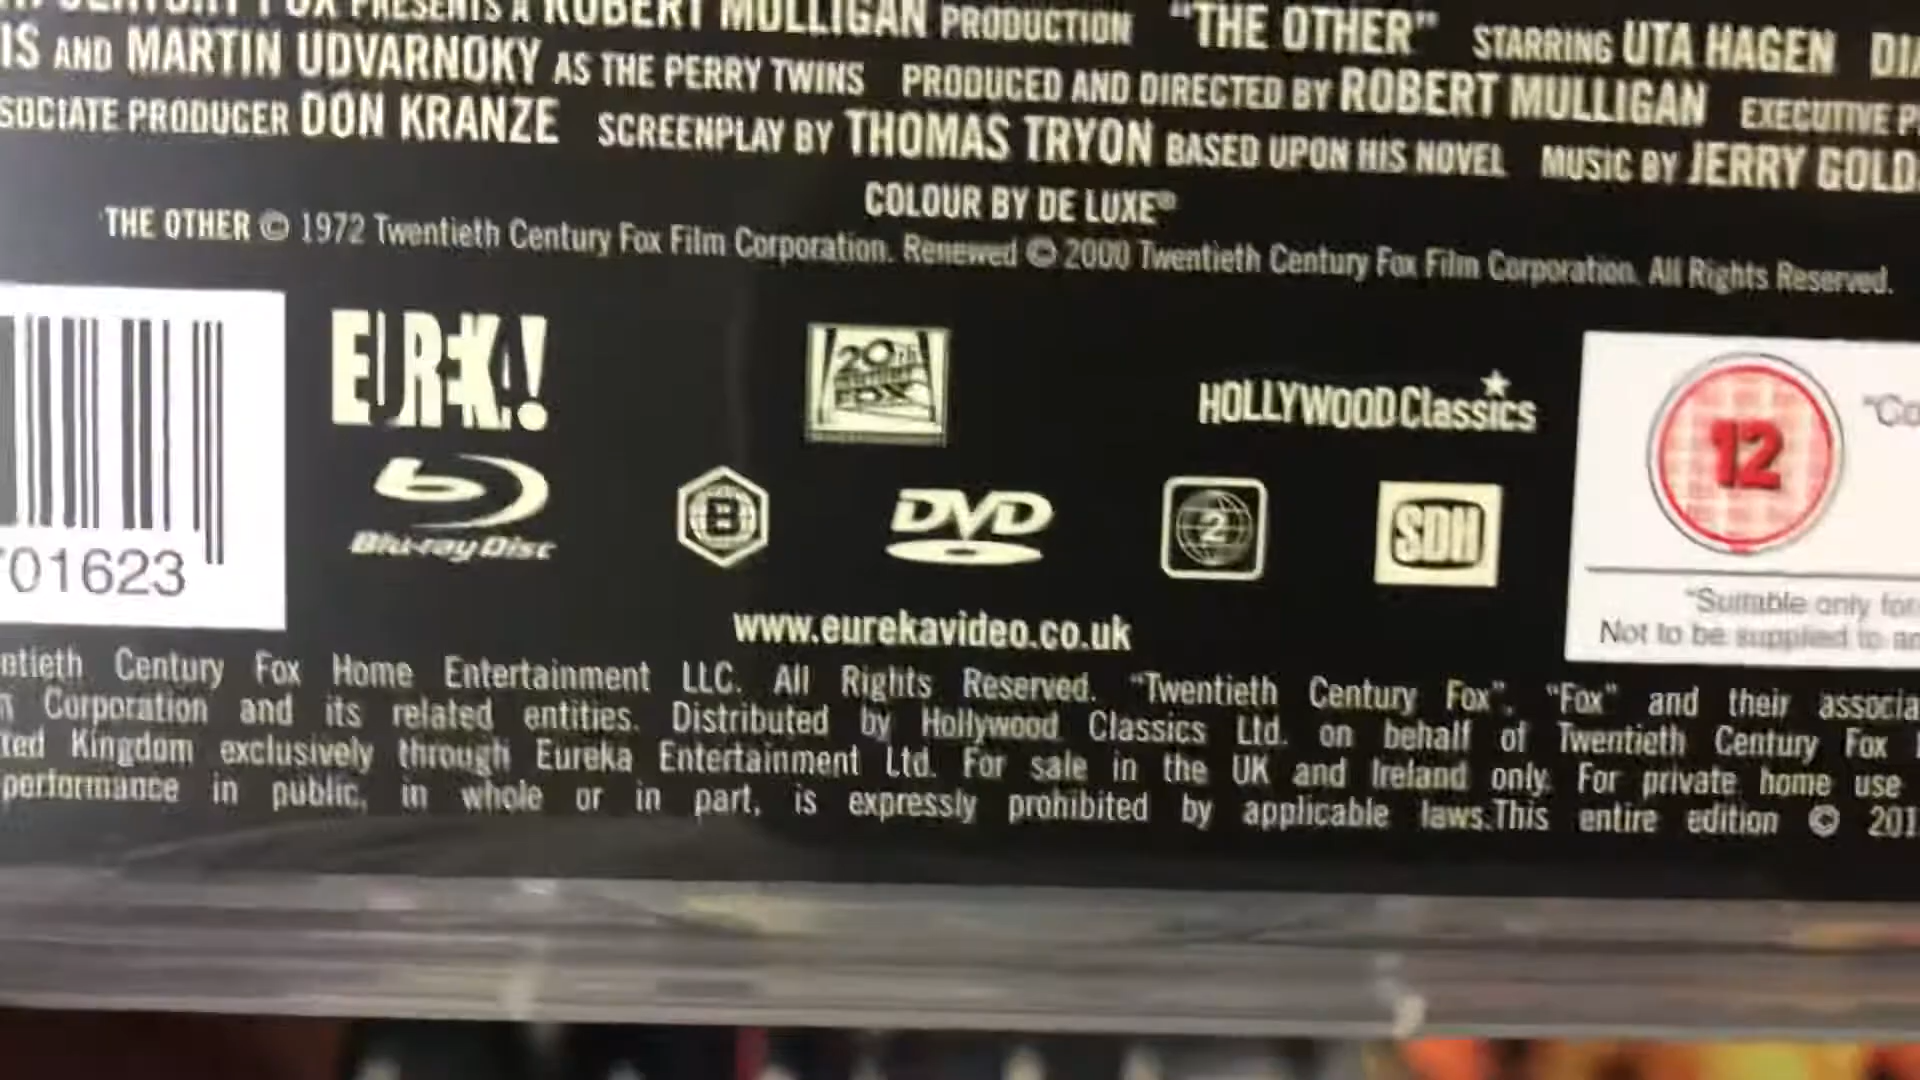 PRESENTS A ROBERT MULLIGAN PRODUCTION "THE OTHER" STARRING UTA HAGEN
AND MARTIN UDVARNOKY AS THE PERRY TWINS PRODUCED AND DIRECTED BY ROBERT MULLIGAN EXECUTIVE
PRODUCER DON KRANZE SCREENPLAY BY THOMAS TRYON BASED UPON HIS NOVEL MUSIC BY JERRY
COLOUR BY DE LUXE®
THE OTHER © 1972 Twentieth Century Fox Film Corporation. Renewed © 2000 Twentieth Century Fox Film Corporation. All Rights Reserved.
EUREKA!
20th Century FOX
HOLLYWOOD Classics
12
Blu-ray Disc
B
DVD
2
SDH
01623
"Suitable only for
Not to be supplied to
www.eurekavideo.co.uk
Century Fox Home Entertainment LLC. All Rights Reserved. "Twentieth Century Fox", "Fox" and their
Corporation and its related entities. Distributed by Hollywood Classics Ltd. on behalf of Twentieth Century Fox
Kingdom exclusively through Eureka Entertainment Ltd. For sale in the UK and Ireland only. For private home use
performance in public, in whole or in part, is expressly prohibited by applicable laws.This entire edition ©